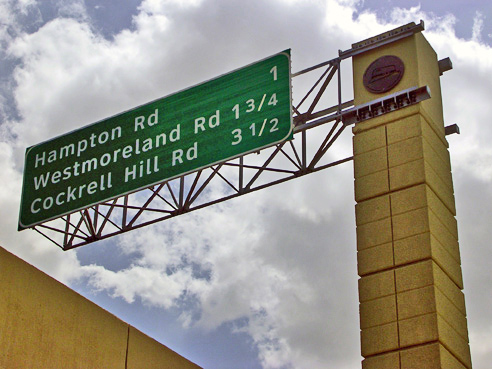 Hampton Rd 1
Westmoreland Rd 1 3/4
Cockrell Hill Rd 3 1/2